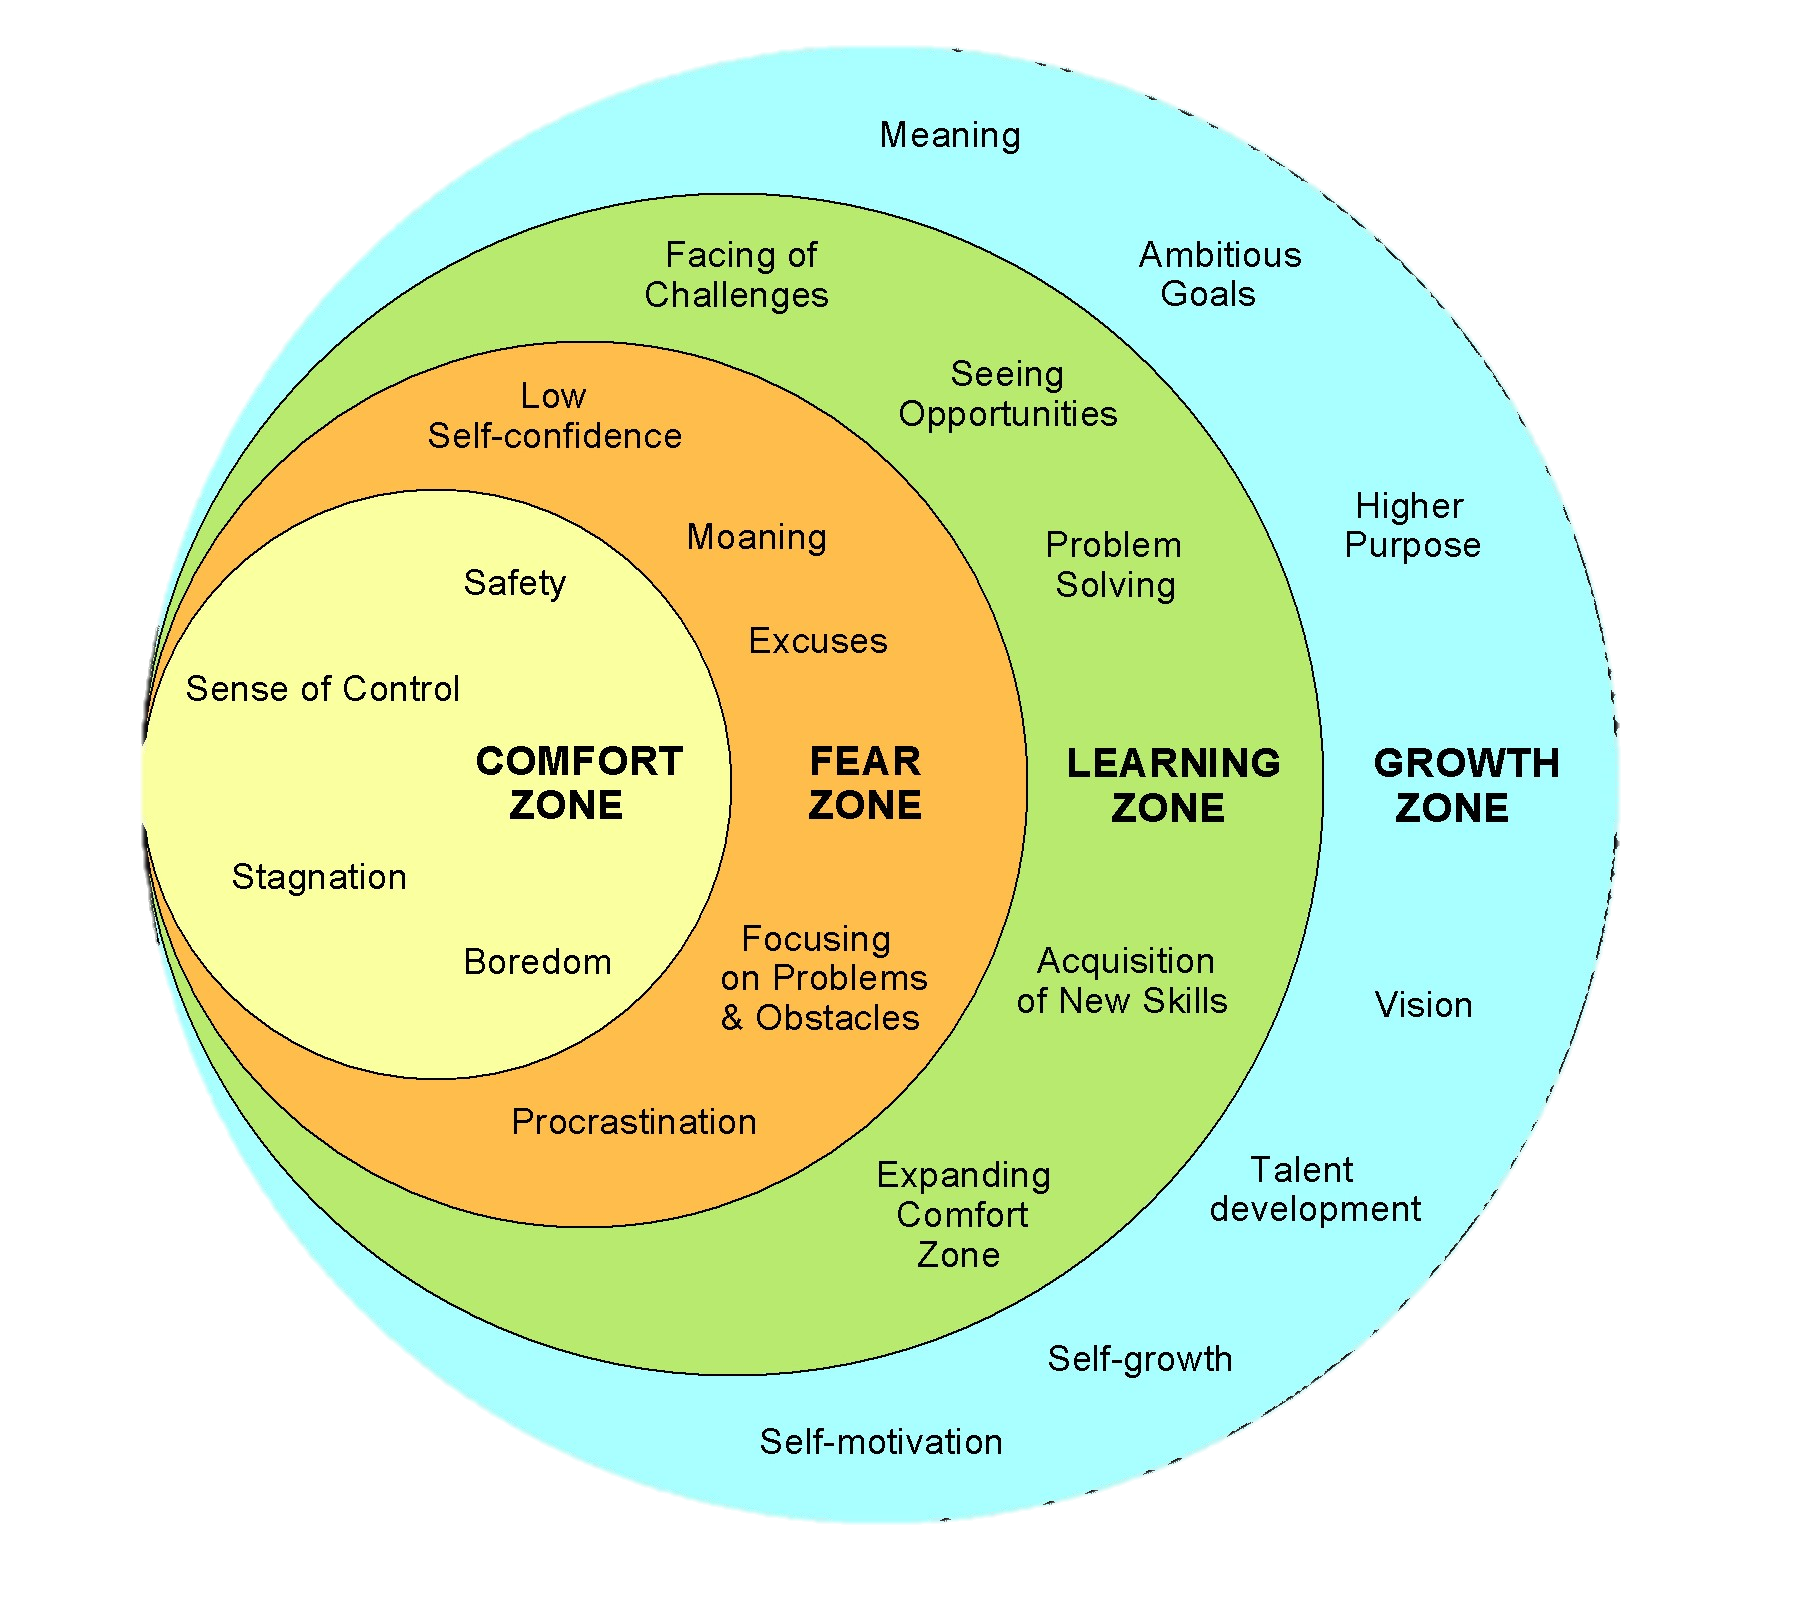 Meaning
Ambitious
Goals
Higher
Purpose
GROWTH
ZONE
Vision
Talent
development
Self-growth
Self-motivation
Facing of
Challenges
Seeing
Opportunities
Problem
Solving
LEARNING
ZONE
Acquisition
of New Skills
Expanding
Comfort
Zone
Low
Self-confidence
Moaning
Excuses
FEAR
ZONE
Focusing
on Problems
& Obstacles
Procrastination
Safety
Sense of Control
COMFORT
ZONE
Stagnation
Boredom